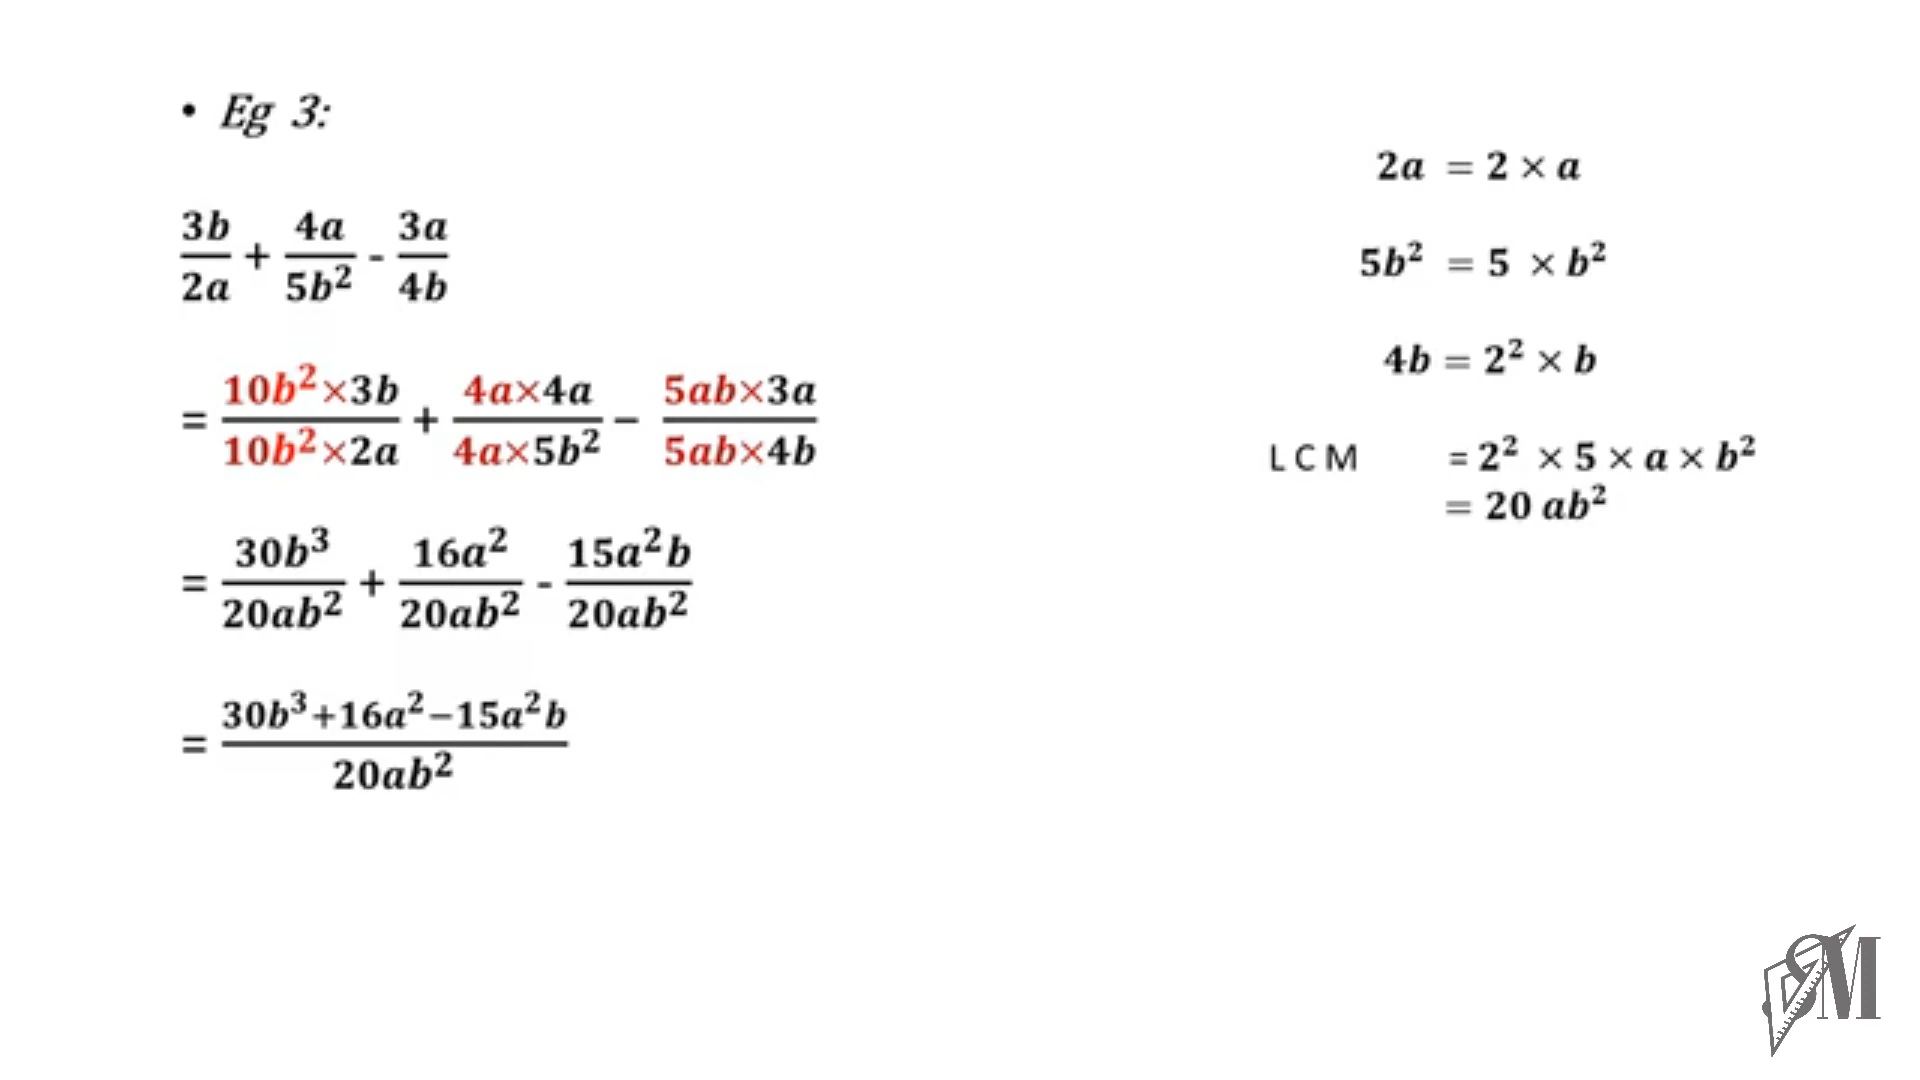 • Eg 3:
3b/2a + 4a/5b² - 3a/4b
= 10b²×3b/10b²×2a + 4a×4a/4a×5b² − 5ab×3a/5ab×4b
= 30b³/20ab² + 16a²/20ab² - 15a²b/20ab²
= 30b³+16a²−15a²b/20ab²
2a = 2 × a
5b² = 5 × b²
4b = 2² × b
LCM = 2² × 5 × a × b²
= 20 ab²
SM